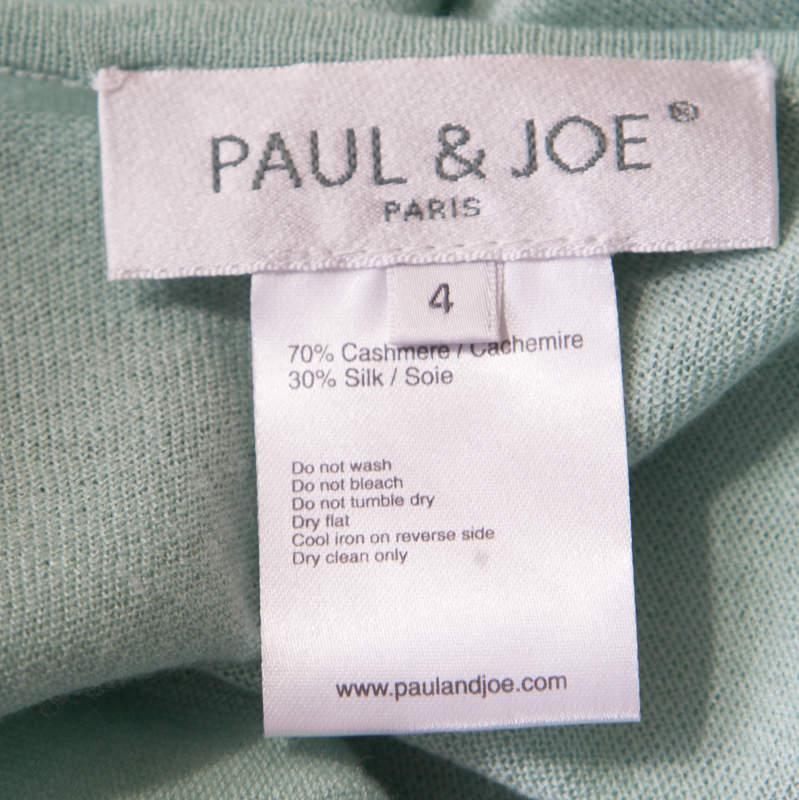 PAUL & JOE®
PARIS
4
70% Cashmere / Cachemire
30% Silk / Soie
Do not wash
Do not bleach
Do not tumble dry
Dry flat
Cool iron on reverse side
Dry clean only
www.paulandjoe.com